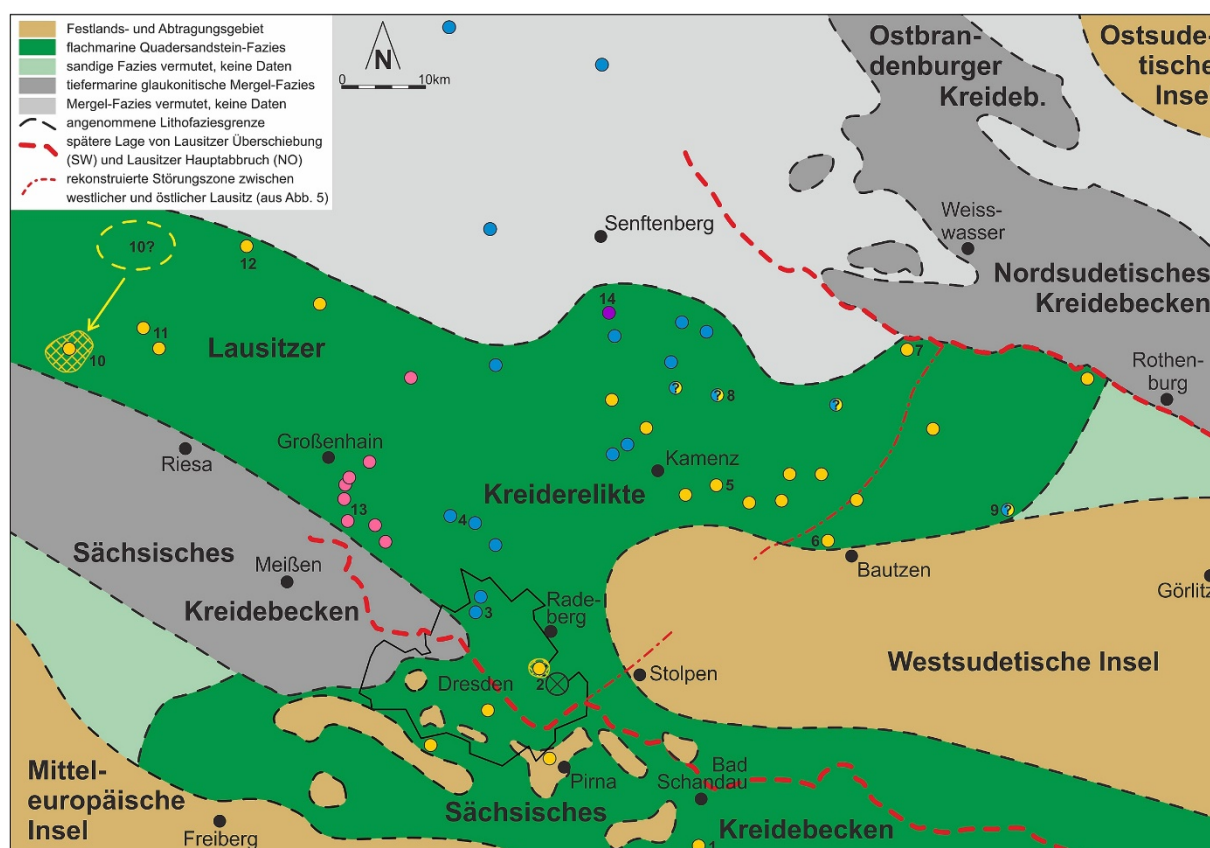 Festlands- und Abtragungsgebiet
flachmarine Quadersandstein-Fazies
sandige Fazies vermutet, keine Daten
tiefermarine glaukonitische Mergel-Fazies
Mergel-Fazies vermutet, keine Daten
angenommene Lithofaziesgrenze
spätere Lage von Lausitzer Überschiebung
(SW) und Lausitzer Hauptabbruch (NO)
rekonstruierte Störungszone zwischen
westlicher und östlicher Lausitz (aus Abb. 5)
N
0
10km
Ostbran-
denburger
Kreideb.
Ostsude-
tische
Insel
Senftenberg
Weiss-
wasser
Nordsudetisches
Kreidebecken
10?
12
11
10
Lausitzer
14
7
Rothen-
burg
?
?
8
?
Riesa
Großenhain
13
Kamenz
5
Kreiderelikte
4
9
?
6
Bautzen
Görlitz
Sächsisches
Meißen
Kreidebecken
3
Rade-
berg
Westsudetische Insel
Stolpen
Dresden
2
Mittel-
europäische
Insel
Freiberg
Pirna
Sächsisches
Bad
Schandau
Kreidebecken
1